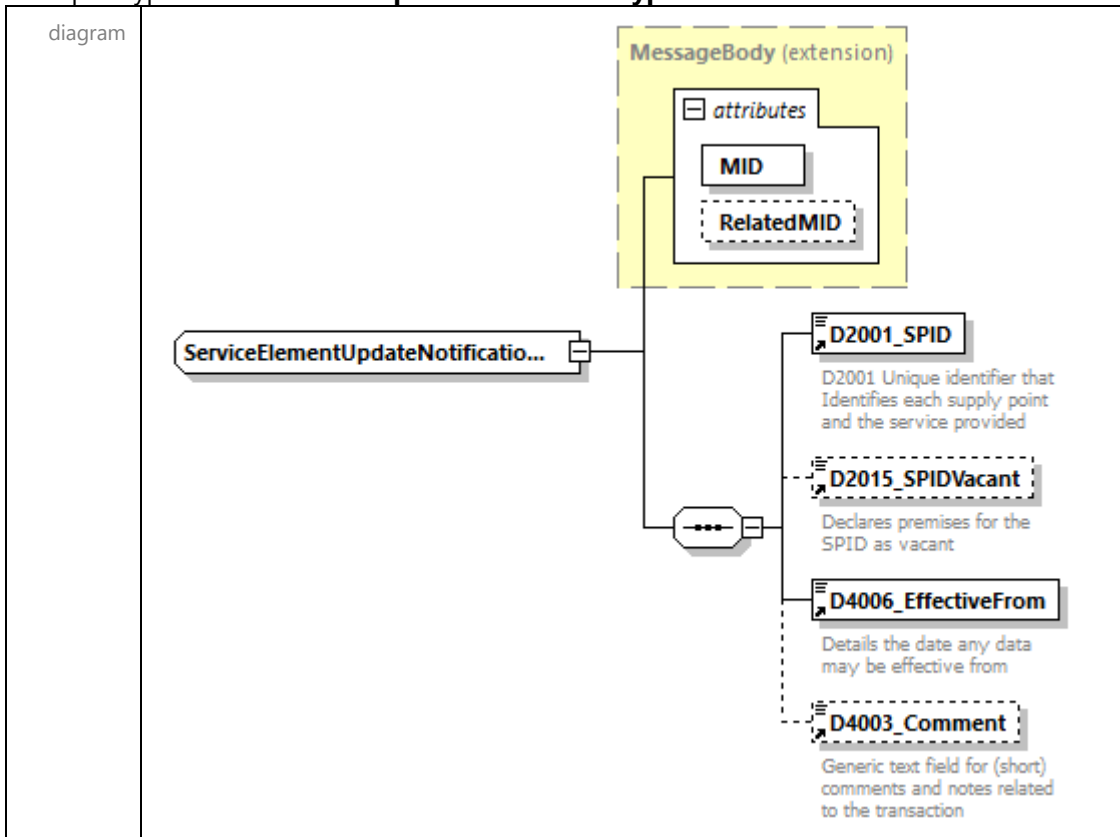 diagram
MessageBody (extension)
attributes
MID
RelatedMID
ServiceElementUpdateNotificatio...
D2001_SPID
D2001 Unique identifier that
Identifies each supply point
and the service provided
D2015_SPIDVacant
Declares premises for the
SPID as vacant
D4006_EffectiveFrom
Details the date any data
may be effective from
D4003_Comment
Generic text field for (short)
comments and notes related
to the transaction